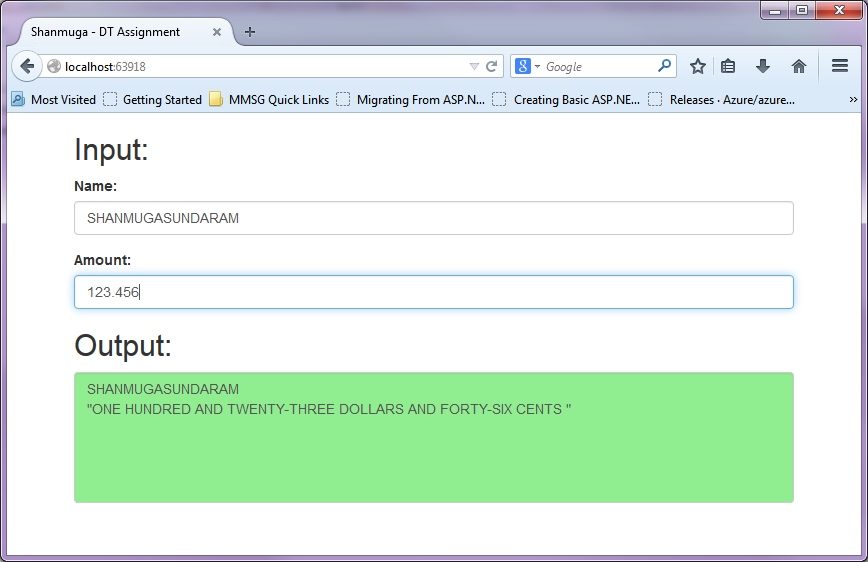 Shanmuga - DT Assignment
localhost:63918
Google
Most Visited Getting Started MMSG Quick Links Migrating From ASP.N... Creating Basic ASP.NE... Releases · Azure/azure... »
Input:
Name:
SHANMUGASUNDARAM
Amount:
123.456
Output:
SHANMUGASUNDARAM
"ONE HUNDRED AND TWENTY-THREE DOLLARS AND FORTY-SIX CENTS "